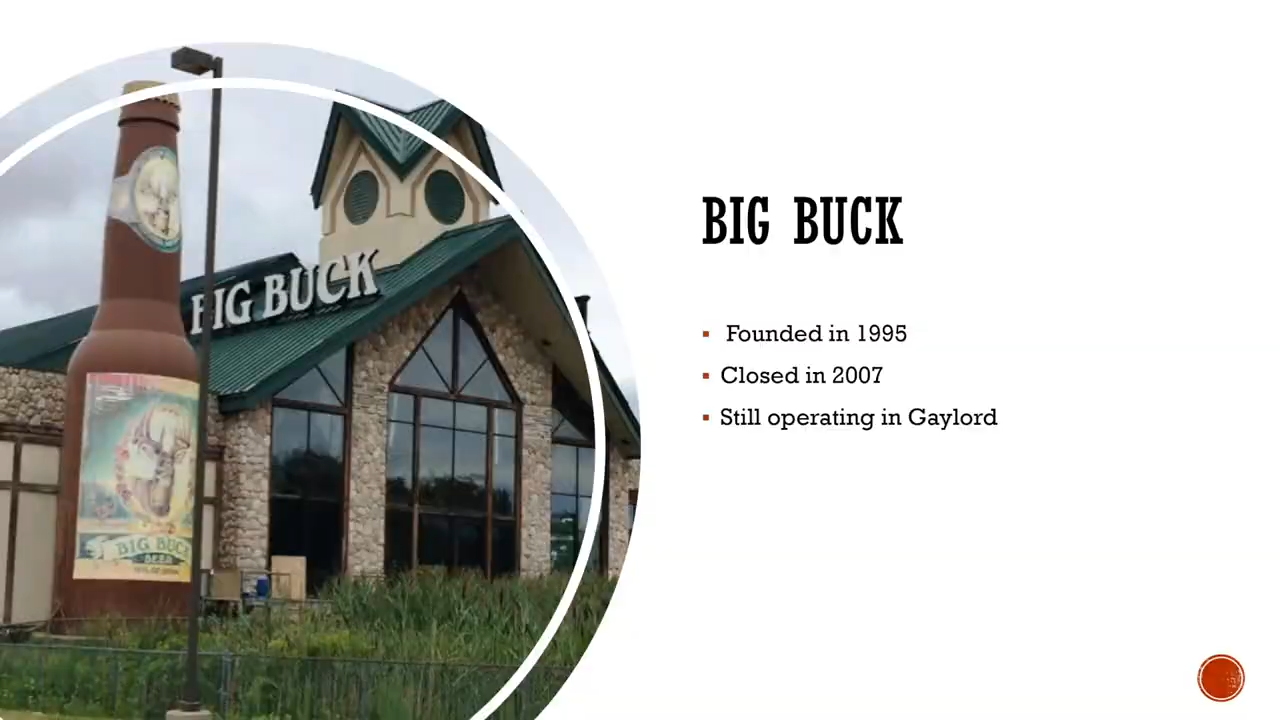 BIG BUCK
BIG BUCK
BEER
BIG BUCK
Founded in 1995
Closed in 2007
Still operating in Gaylord